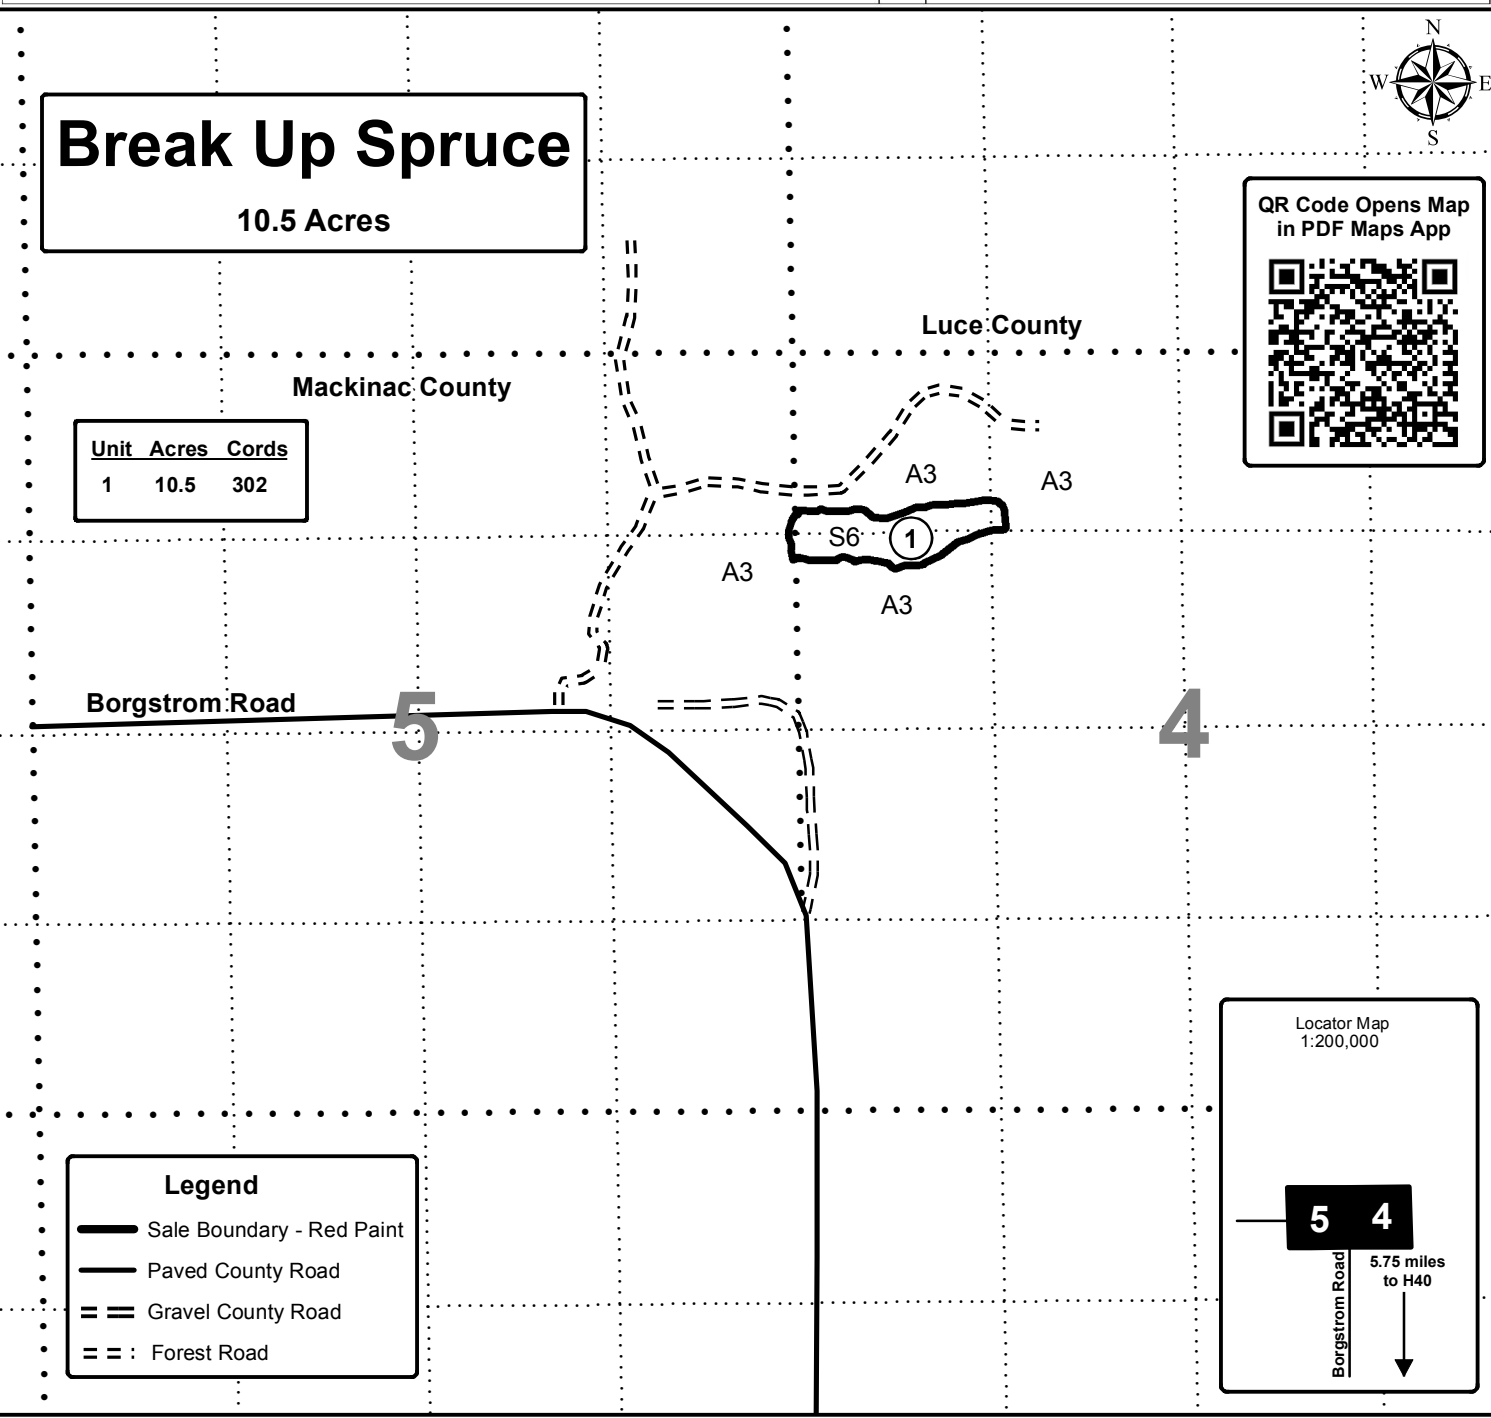 N
W E
S
Break Up Spruce
10.5 Acres
QR Code Opens Map
in PDF Maps App
Luce County
Mackinac County
Unit Acres Cords
1 10.5 302
A3
A3
S6
1
A3
A3
Borgstrom Road
5
4
Locator Map
1:200,000
5 4
5.75 miles
to H40
Borgstrom Road
Legend
Sale Boundary - Red Paint
Paved County Road
Gravel County Road
Forest Road